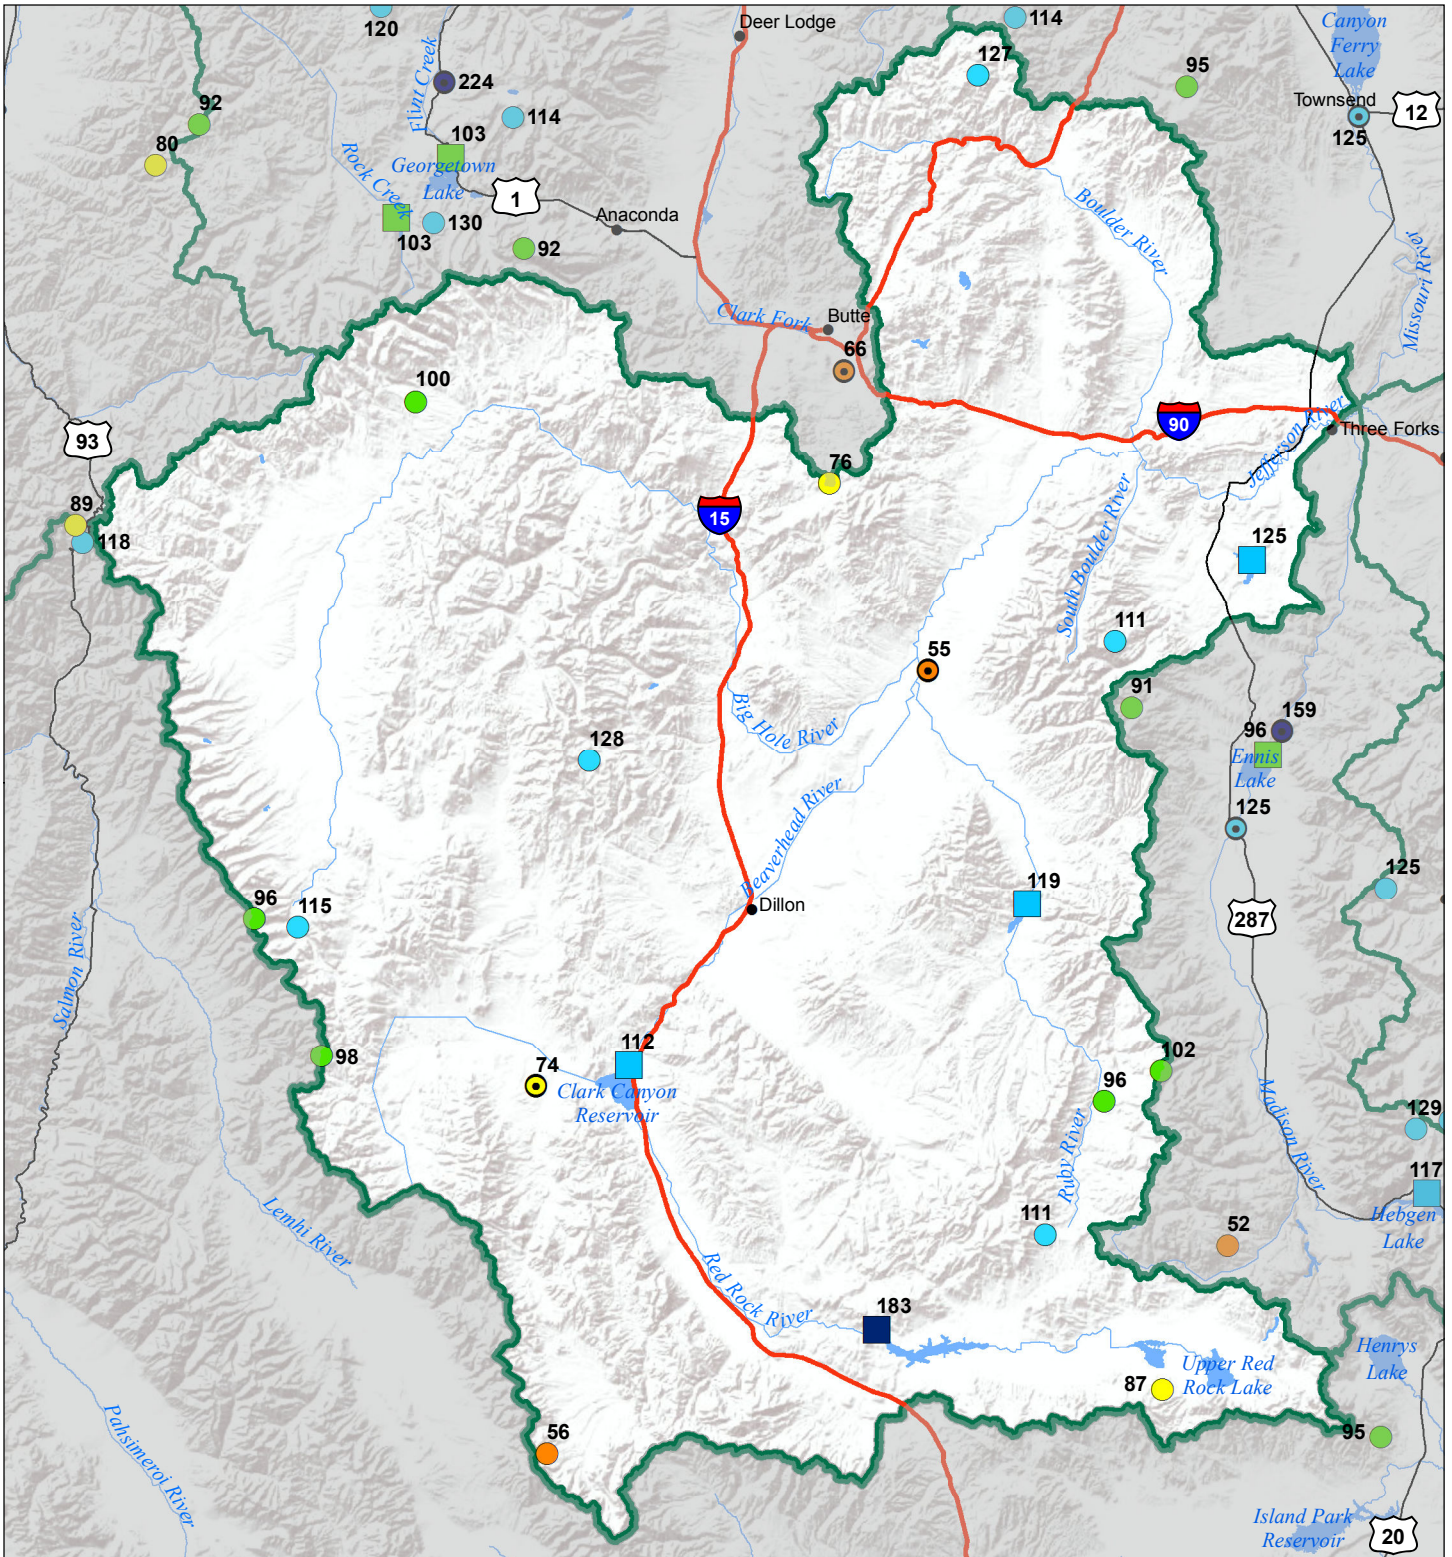 120
Deer Lodge
114
Canyon
Ferry
Lake
Flint Creek
224
127
95
Townsend
12
125
92
114
80
103
Georgetown
Lake
Rock Creek
1
103
130
92
Anaconda
Boulder River
Missouri River
Clark Fork
Butte
66
100
90
Jefferson River
Three Forks
93
76
15
89
118
South Boulder River
125
111
55
91
Big Hole River
159
96
Ennis
Lake
128
Beaverhead River
125
125
119
Dillon
287
96
115
Salmon River
98
112
74
Clark Canyon
Reservoir
102
96
Ruby River
Madison River
129
117
Hebgen
Lake
Lemhi River
111
52
Red Rock River
183
Upper Red
Rock Lake
87
Henrys
Lake
Pahsimeroi River
56
95
Island Park
Reservoir
20